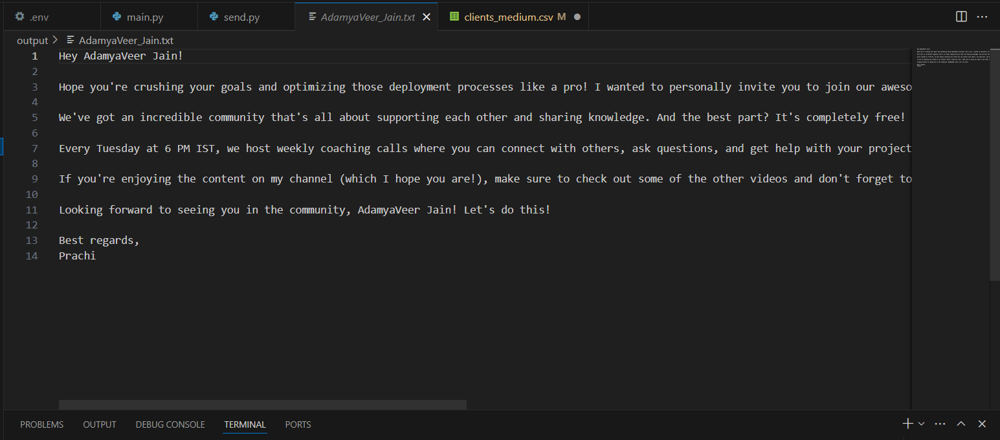 .env
main.py
send.py
AdamyaVeer_Jain.txt
clients_medium.csv M
output > AdamyaVeer_Jain.txt
1 Hey AdamyaVeer Jain!
2
3 Hope you're crushing your goals and optimizing those deployment processes like a pro! I wanted to personally invite you to join our aweso
4
5 We've got an incredible community that's all about supporting each other and sharing knowledge. And the best part? It's completely free!
6
7 Every Tuesday at 6 PM IST, we host weekly coaching calls where you can connect with others, ask questions, and get help with your project
8
9 If you're enjoying the content on my channel (which I hope you are!), make sure to check out some of the other videos and don't forget to
10
11 Looking forward to seeing you in the community, AdamyaVeer Jain! Let's do this!
12
13 Best regards,
14 Prachi
PROBLEMS OUTPUT DEBUG CONSOLE TERMINAL PORTS